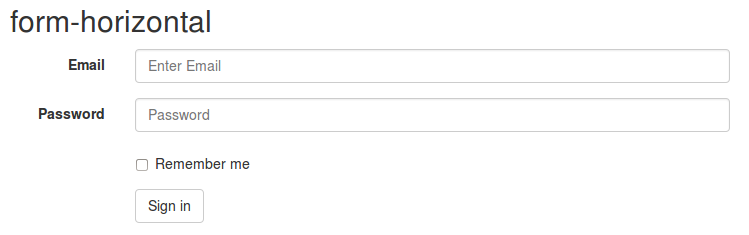 form-horizontal
Email Enter Email
Password Password
Remember me
Sign in